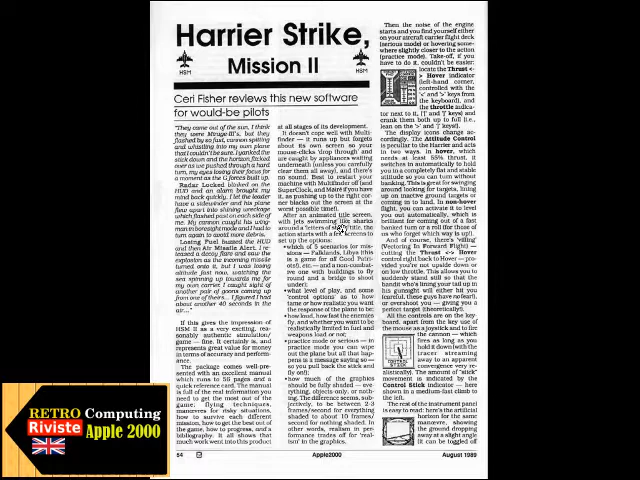 Harrier Strike,
Mission II
HSM
HSM
Ceri Fisher reviews this new software
for would-be pilots
"They came out of the sun. I think
they were Mirage-III's, but they
flashed by so fast, cannon spitting
and whistling into my own plane
that I couldn't be sure. I yanked the
stick down and the horizon flicked
over as we pushed through a hard
turn, my eyes losing their focus for
a moment as the G forces built up.
Radar Locked blinked on the
HUD and an alarm brought my
mind back quickly. I let the leader
have a sidewinder and his plane
flew apart into whirling wreckage
which flashed past on each side of
me. My cannon caught his wing-
man in boresight mode and I had to
turn again to avoid more debris.
Losing Fuel hunted the HUD
and then Air Missile Alert. I re-
leased a decoy flare and saw the
explosion as the incoming missile
turned onto it, but I was losing
altitude fast now, watching the
sea spinning up towards me for
my own carrier. I caught sight of
another pair of goons coming up
from one of theirs... I figured I had
about another 40 seconds in the
air..."
If this gives the impression of
HSM II as a very exciting, rea-
sonably authentic simulation/
game — fine. It certainly is, and
represents great value for money
in terms of accuracy and perform-
ance.
The package comes well-pre-
sented with an excellent manual
which runs to 56 pages and a
quick reference card. The manual
is full of the real information you
need to get the most out of the
game: flying techniques,
manoeuvres for risky situations,
how to survive each different
mission, how to get the best out of
the game, how to progress, and a
bibliography. It all shows that
much work went into this product
at all stages of its development.
It doesn't cope well with Multi-
finder — it runs up but forgets
about its own screen so your
mouse-clicks 'drop through' and
are caught by appliances waiting
underneath (unless you carefully
clear them all away), and there's
no sound. Best to restart your
machine with Multifinder off (and
SuperClock, and Maire if you have
it, as pushing up to the right cor-
ner blacks out the screen at the
worst possible time!).
After an animated title screen,
with jets swimming like sharks
around a 'letters of sky' title, the
action starts with a few screens to
set up the options:
•which of 5 scenarios (or mis-
sions — Falklands, Libya (this
is a game for all Good Patri-
ots!), etc.— and a non-combat-
ive one with buildings to fly
round and a bridge to shoot
under);
•what level of play, and some
'control options' as to how
tame or how realistic you want
the response of the plane to be;
•how loud, how fast the enemies
fly, and whether you want to be
realistically limited in fuel and
weapons load or not;
•practice mode or serious — in
practice mode you can wipe
out the plane but all that hap-
pens is a message saying so —
so you pull back the stick and
fly on!);
•how much of the graphics
should be fully shaded — eve-
rything, objects only, or noth-
ing. The difference seems, sub-
jectively, to be between 2-3
frames/second for everything
shaded to about 10 frames/
second for nothing shaded. In
other words, realism in per-
formance trades off for 'real-
ism' in the graphics.
Then the noise of the engine
starts and you find yourself either
on your aircraft carrier flight deck
(serious mode) or hovering some-
where slightly closer to the action
(practice mode). Take-off, if you
have to do it, couldn't be easier:
locate the Thrust <-
> Hover indicator
(left-hand corner,
controlled with the
'<' and '>' keys from
the keyboard), and
the throttle indica-
tor next to it, ('[' and ']' keys) and
crank them both up to full (i.e.,
lean on the '>' and ']' keys!).
The display icons change ac-
cordingly. The Attitude Control
is peculiar to the Harrier and acts
in two ways. In hover, which
needs at least 55% thrust, it
switches in automatically to hold
you in a completely flat and stable
attitude so you can turn without
banking. (This is great for swinging
around looking for targets, lining
up on inactive ground targets or
coming in to land. In non-hover
flight, you can activate it to level
you out automatically, which is
brilliant for coming out of a fast
banked turn or a roll for those of
us who forget which way is up!).
And of course, there's 'viffing'
(Vectoring In Forward Flight) —
cutting the Thrust <-> Hover
control right back to Hover — pro-
vided you're not upside down or
on low throttle. This allows you to
suddenly stand still so that the
bandit who's lining your tail up in
his gunsight will either hit you
(careful, these guys have no fear!),
or overshoot you — giving you a
perfect target (theoretically!).
All the controls are on the key-
board, apart from the key use of
the mouse as a joystick and to fire
the cannon — which
fires as long as you
hold it down (with the
tracer streaming
away to an apparent
convergence very re-
alistically). The amount of 'stick'
movement is indicated by the
Control Stick indicator — here
shown in a medium-fast climb to
the left.
The rest of the instrument panel
is easy to read: here's the artificial
horizon for the same
manoevre, showing
the ground dropping
away at a slight angle
(it can be toggled off
84
Apple2000
August 1989
RETRO Computing
Riviste
Apple 2000